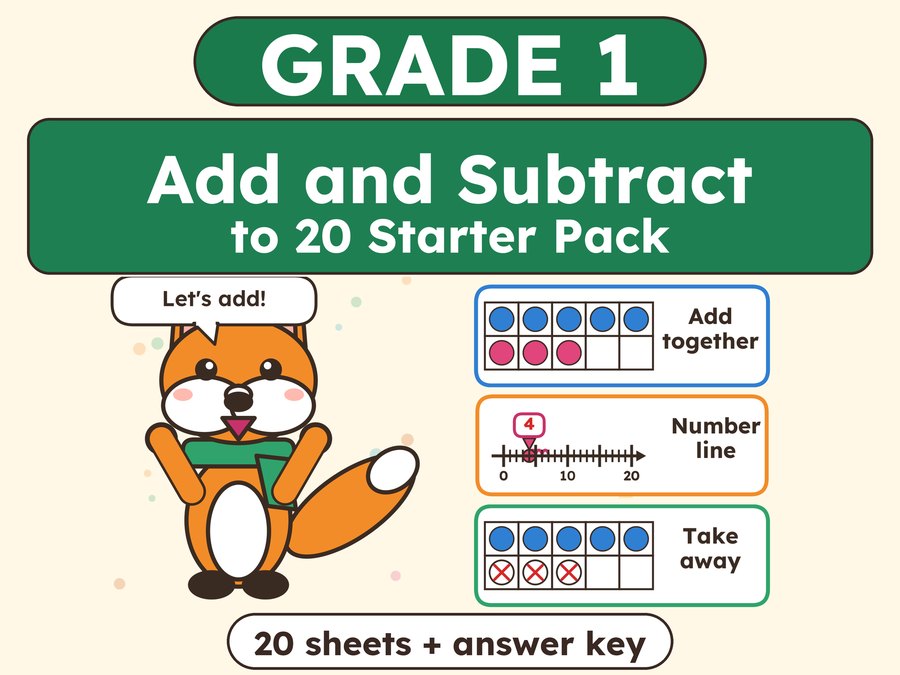 GRADE 1
Add and Subtract
to 20 Starter Pack
Let's add!
Add
together
4
Number
line
0 10 20
Take
away
20 sheets + answer key